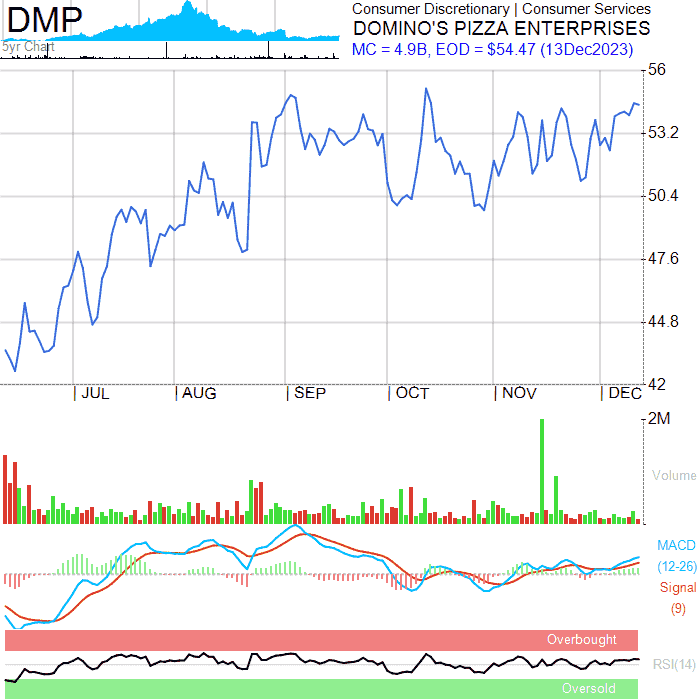 DMP
5yr Chart
Consumer Discretionary | Consumer Services
DOMINO'S PIZZA ENTERPRISES
MC = 4.9B, EOD = $54.47 (13Dec2023)
56
53.2
50.4
47.6
44.8
42
| JUL | AUG | SEP | OCT | NOV | DEC
2M
Volume
MACD
(12-26)
Signal
(9)
Overbought
RSI(14)
Oversold